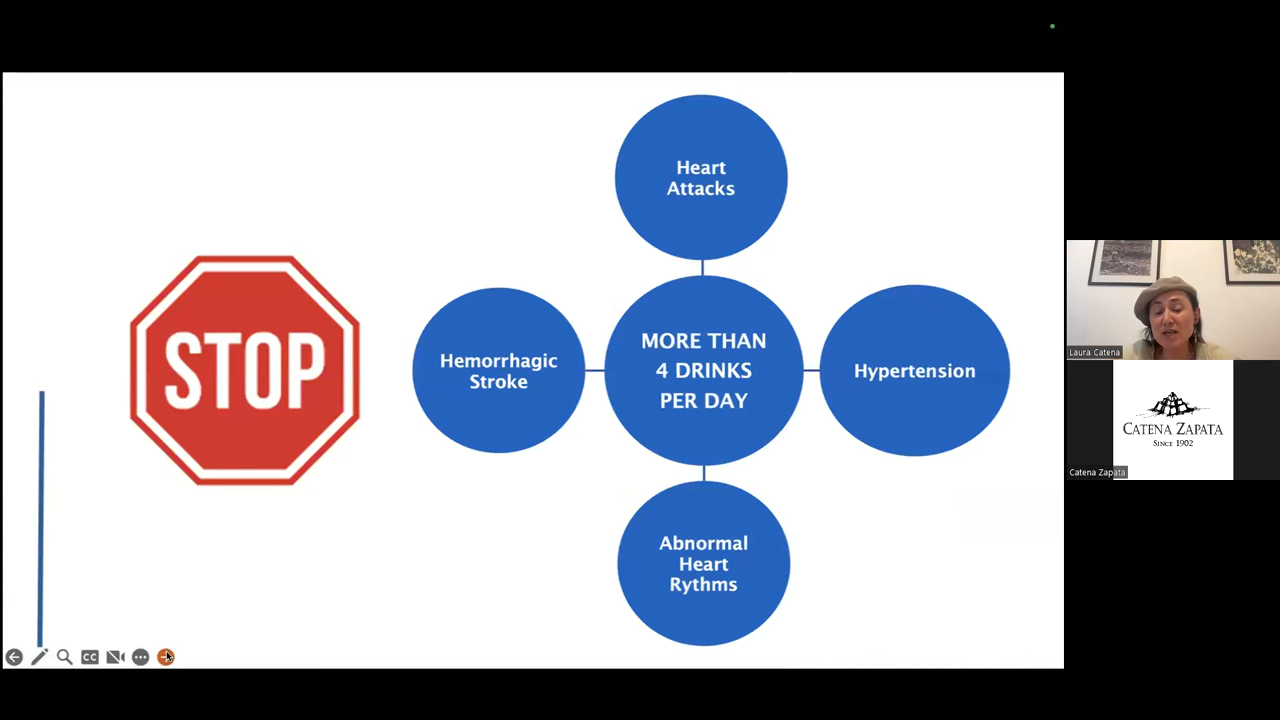 Heart
Attacks
STOP
Hemorrhagic
Stroke
MORE THAN
4 DRINKS
PER DAY
Hypertension
Abnormal
Heart
Rythms
CC
Laura Catena
CATENA ZAPATA
SINCE 1902
Catena Zapata